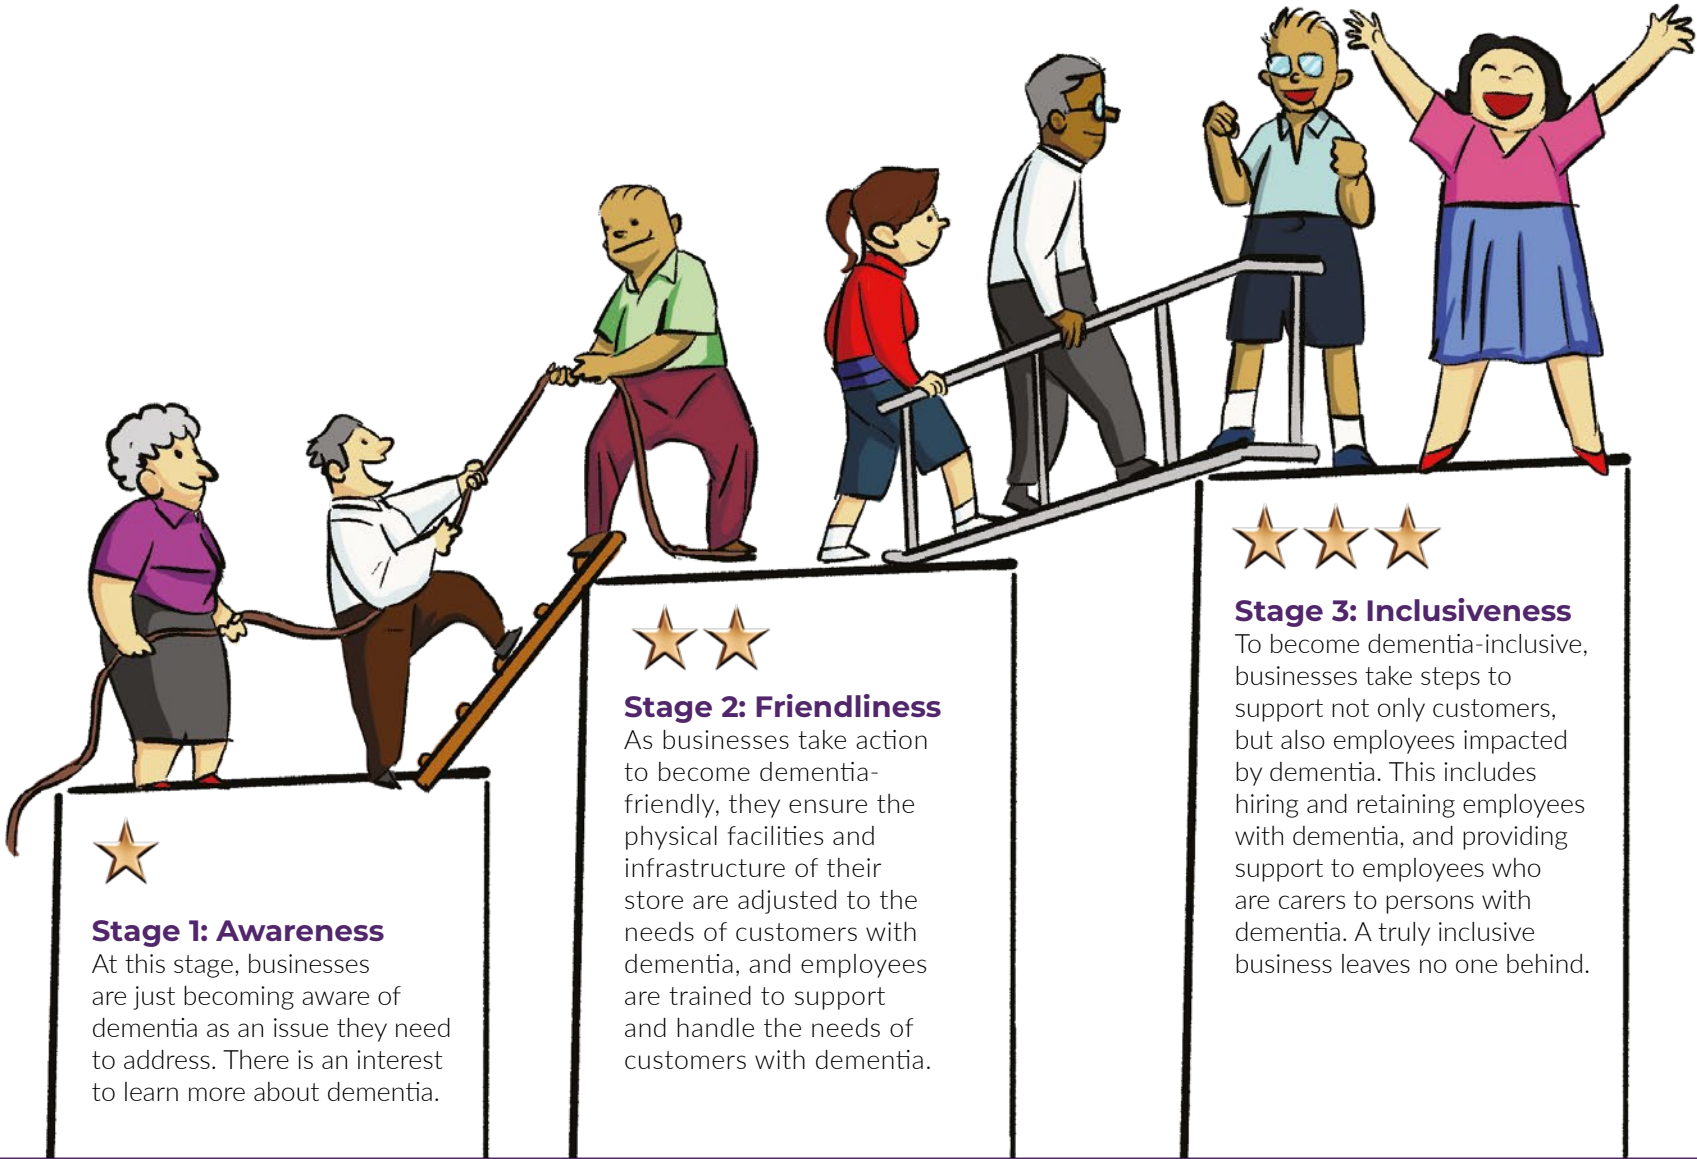 Stage 1: Awareness
At this stage, businesses
are just becoming aware of
dementia as an issue they need
to address. There is an interest
to learn more about dementia.
Stage 2: Friendliness
As businesses take action
to become dementia-
friendly, they ensure the
physical facilities and
infrastructure of their
store are adjusted to the
needs of customers with
dementia, and employees
are trained to support
and handle the needs of
customers with dementia.
Stage 3: Inclusiveness
To become dementia-inclusive,
businesses take steps to
support not only customers,
but also employees impacted
by dementia. This includes
hiring and retaining employees
with dementia, and providing
support to employees who
are carers to persons with
dementia. A truly inclusive
business leaves no one behind.